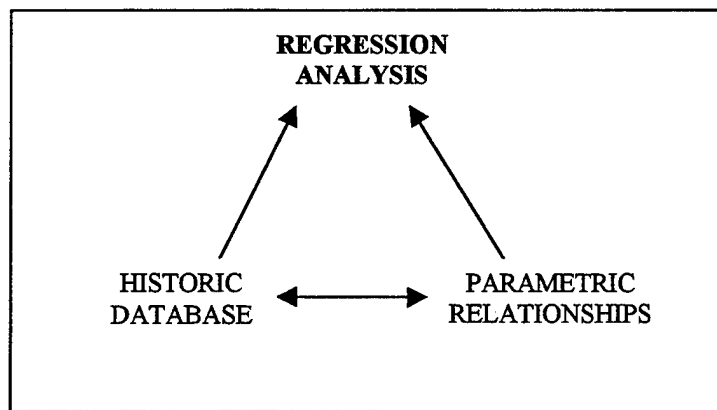 REGRESSION
ANALYSIS
HISTORIC
DATABASE
PARAMETRIC
RELATIONSHIPS